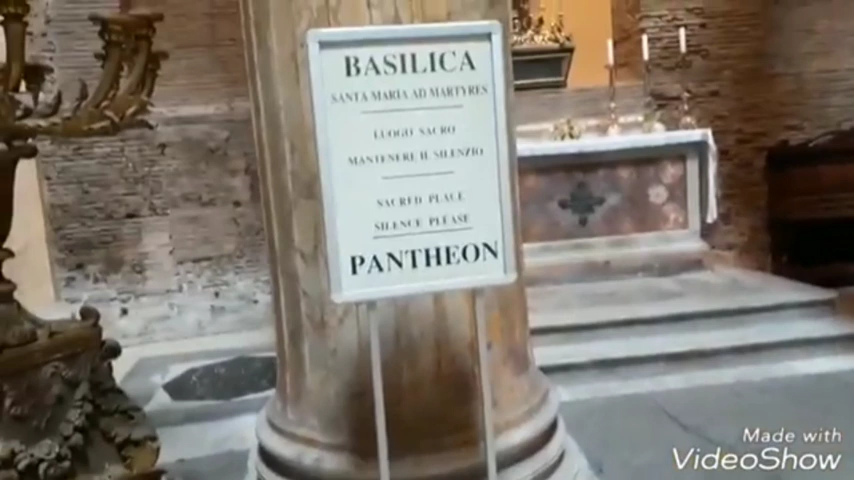 BASILICA
SANTA MARIA AD MARTYRES
LUOGO SACRO
MANTENERE IL SILENZIO
SACRED PLACE
SILENCE PLEASE
PANTHEON
Made with
VideoShow